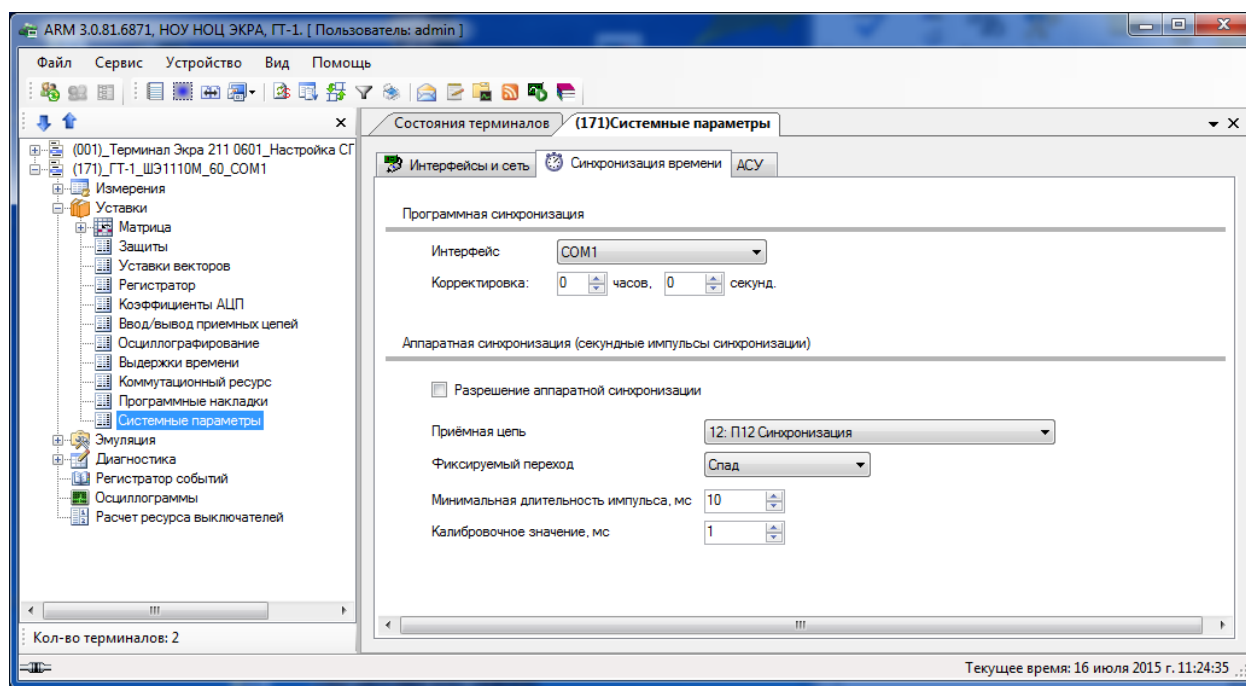 ARM 3.0.81.6871, НОУ НОЦ ЭКРА, ГТ-1. [ Пользователь: admin ]
Файл Сервис Устройство Вид Помощь
(001)_Терминал Экра 211 0601_Настройка СГ
(171)_ГТ-1_ШЭ1110М_60_COM1
Измерения
Уставки
Матрица
Защиты
Уставки векторов
Регистратор
Коэффициенты АЦП
Ввод/вывод приемных цепей
Осциллографирование
Выдержки времени
Коммутационный ресурс
Программные накладки
Системные параметры
Эмуляция
Диагностика
Регистратор событий
Осциллограммы
Расчет ресурса выключателей
Кол-во терминалов: 2
Состояния терминалов (171)Системные параметры
Интерфейсы и сеть Синхронизация времени АСУ
Программная синхронизация
Интерфейс COM1
Корректировка: 0 часов, 0 секунд.
Аппаратная синхронизация (секундные импульсы синхронизации)
Разрешение аппаратной синхронизации
Приёмная цепь 12: П12 Синхронизация
Фиксируемый переход Спад
Минимальная длительность импульса, мс 10
Калибровочное значение, мс 1
Текущее время: 16 июля 2015 г. 11:24:35